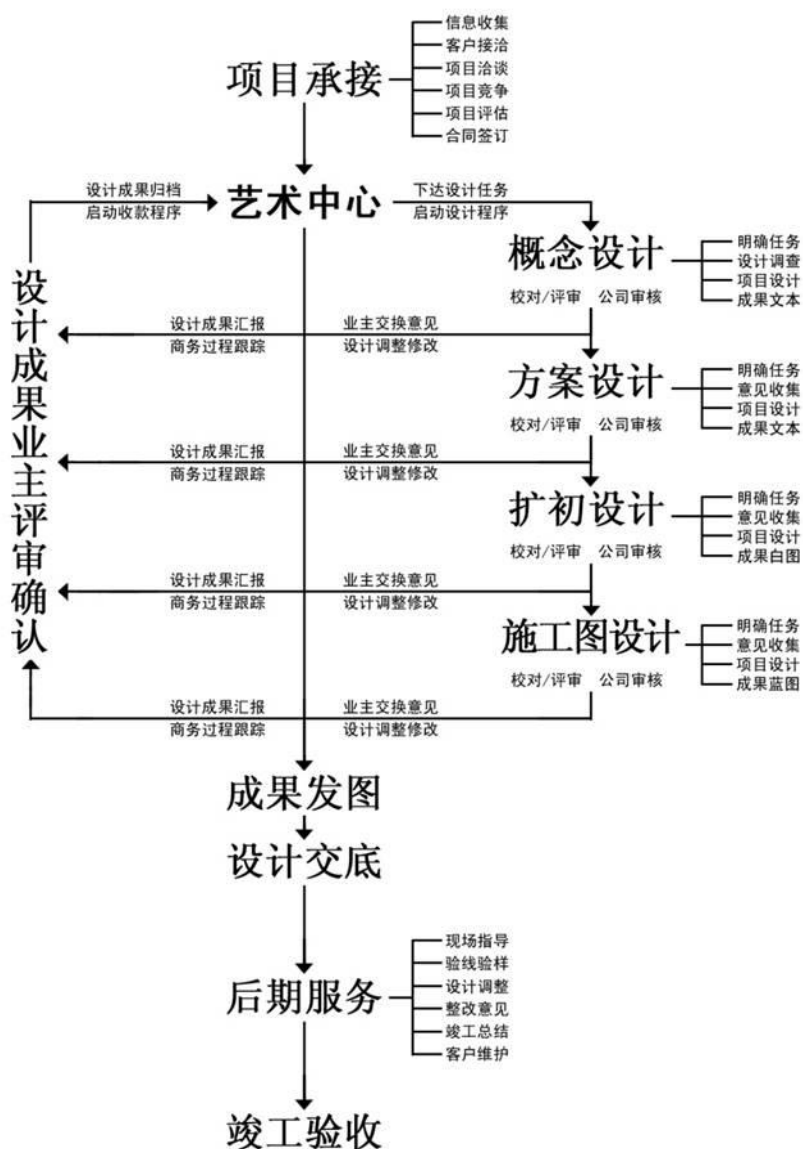 信息收集
客户接洽
项目承接
项目洽谈
项目竞争
项目评估
合同签订
设计成果归档
启动收款程序
艺术中心
下达设计任务
启动设计程序
概念设计
明确任务
设计调查
项目设计
成果文本
校对/评审 公司审核
设计成果业主评审确认
设计成果汇报
商务过程跟踪
业主交换意见
设计调整修改
方案设计
明确任务
意见收集
项目设计
成果文本
校对/评审 公司审核
设计成果汇报
商务过程跟踪
业主交换意见
设计调整修改
扩初设计
明确任务
意见收集
项目设计
成果白图
校对/评审 公司审核
设计成果汇报
商务过程跟踪
业主交换意见
设计调整修改
施工图设计
明确任务
意见收集
项目设计
成果蓝图
校对/评审 公司审核
设计成果汇报
商务过程跟踪
业主交换意见
设计调整修改
成果发图
设计交底
后期服务
现场指导
验线验样
设计调整
整改意见
竣工总结
客户维护
竣工验收